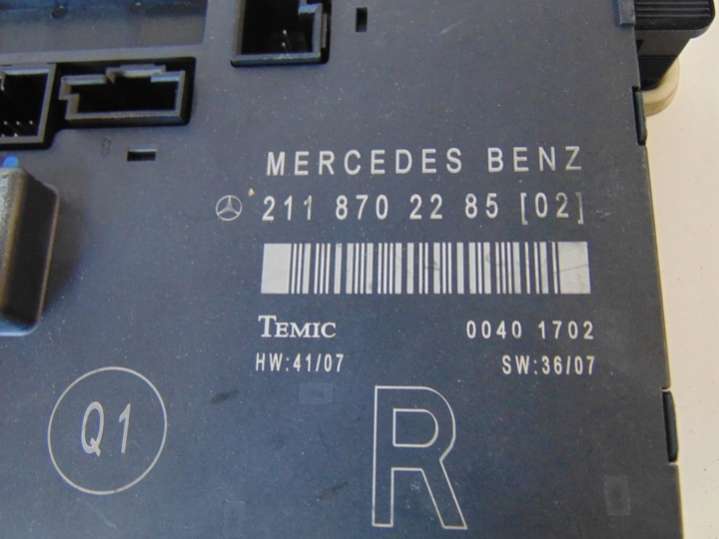 MERCEDES BENZ
211 870 22 85 [02]
TEMIC 0040 1702
HW:41/07 SW:36/07
Q1
R